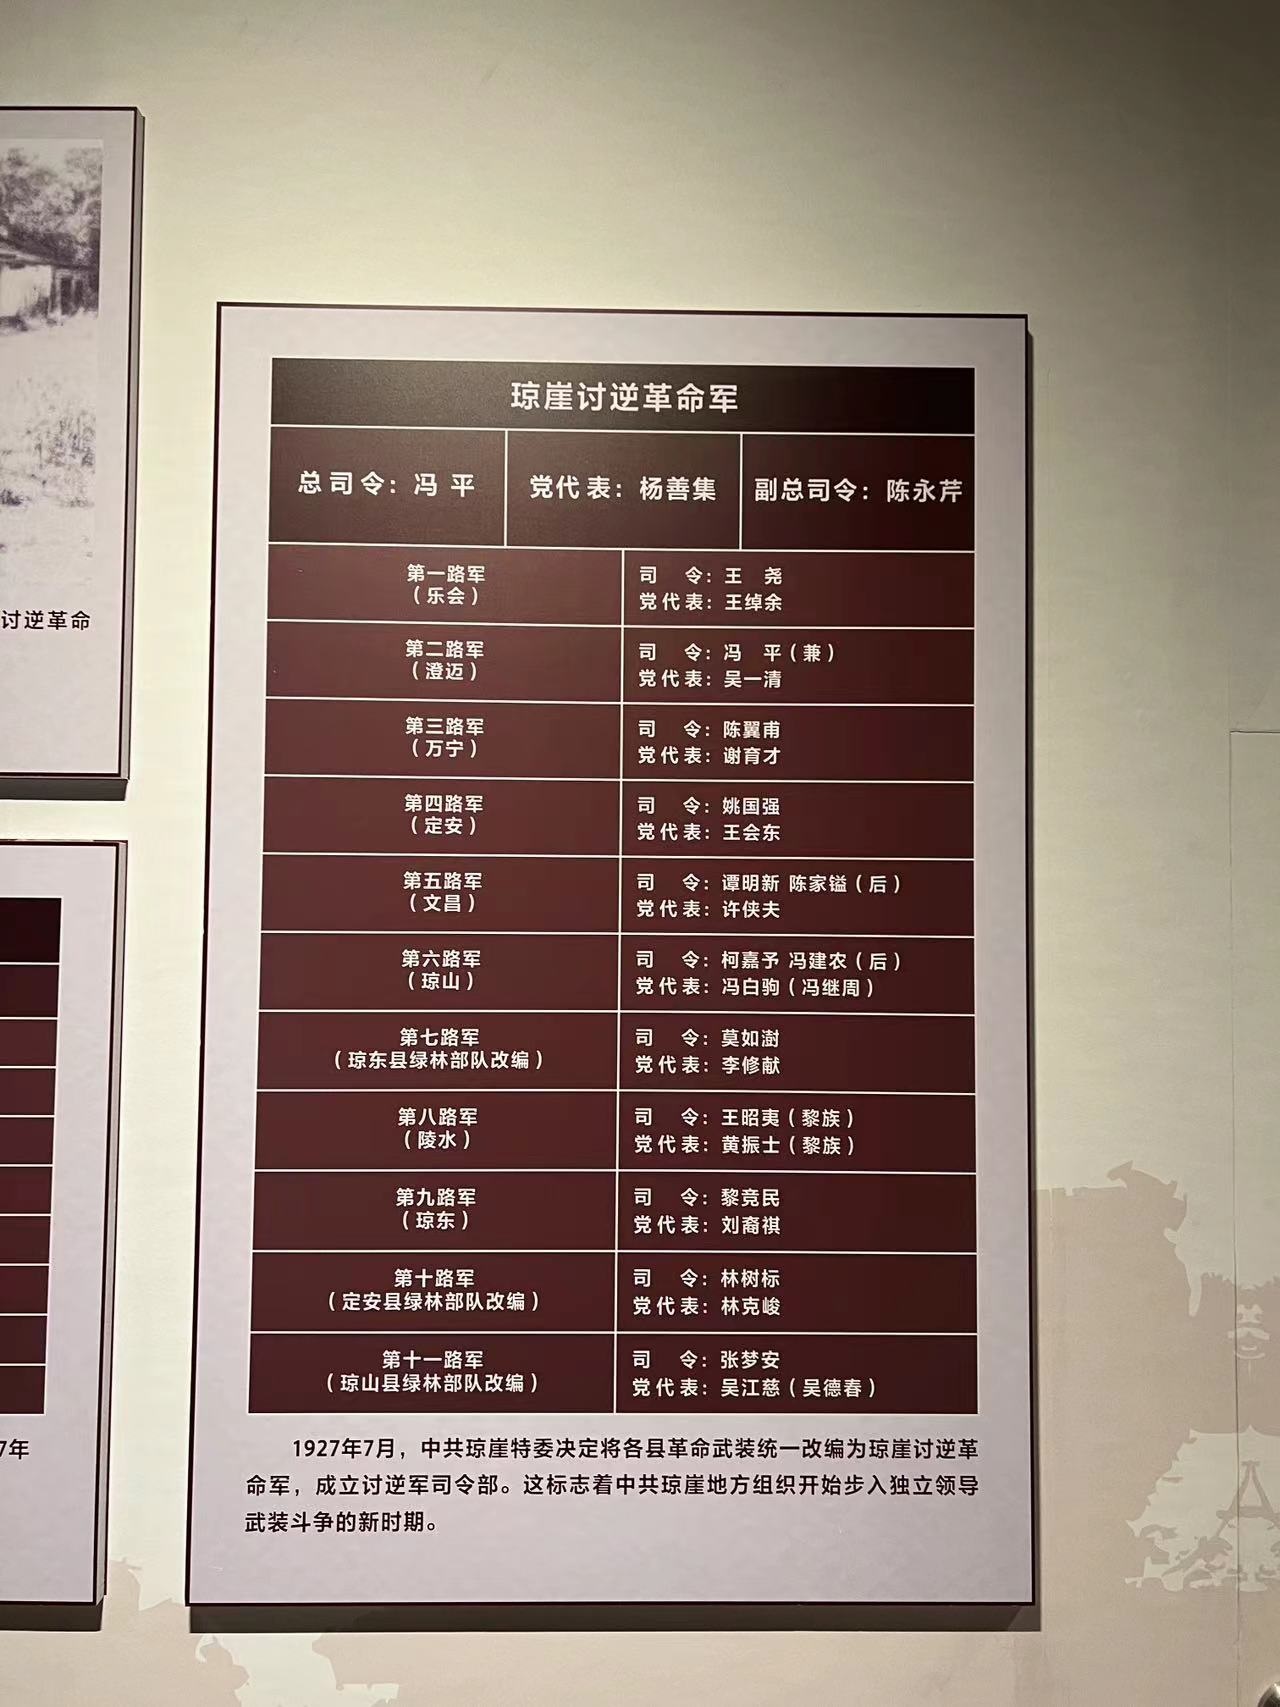 讨逆革命
7年
琼崖讨逆革命军
总司令：冯 平
党代表：杨善集
副总司令：陈永芹
第一路军
（乐会）
司 令：王 尧
党代表：王绰余
第二路军
（澄迈）
司 令：冯 平（兼）
党代表：吴一清
第三路军
（万宁）
司 令：陈翼甫
党代表：谢育才
第四路军
（定安）
司 令：姚国强
党代表：王会东
第五路军
（文昌）
司 令：谭明新 陈家镒（后）
党代表：许侠夫
第六路军
（琼山）
司 令：柯嘉予 冯建农（后）
党代表：冯白驹（冯继周）
第七路军
（琼东县绿林部队改编）
司 令：莫如澍
党代表：李修献
第八路军
（陵水）
司 令：王昭夷（黎族）
党代表：黄振士（黎族）
第九路军
（琼东）
司 令：黎竞民
党代表：刘裔祺
第十路军
（定安县绿林部队改编）
司 令：林树标
党代表：林克峻
第十一路军
（琼山县绿林部队改编）
司 令：张梦安
党代表：吴江慈（吴德春）
1927年7月，中共琼崖特委决定将各县革命武装统一改编为琼崖讨逆革
命军，成立讨逆军司令部。这标志着中共琼崖地方组织开始步入独立领导
武装斗争的新时期。